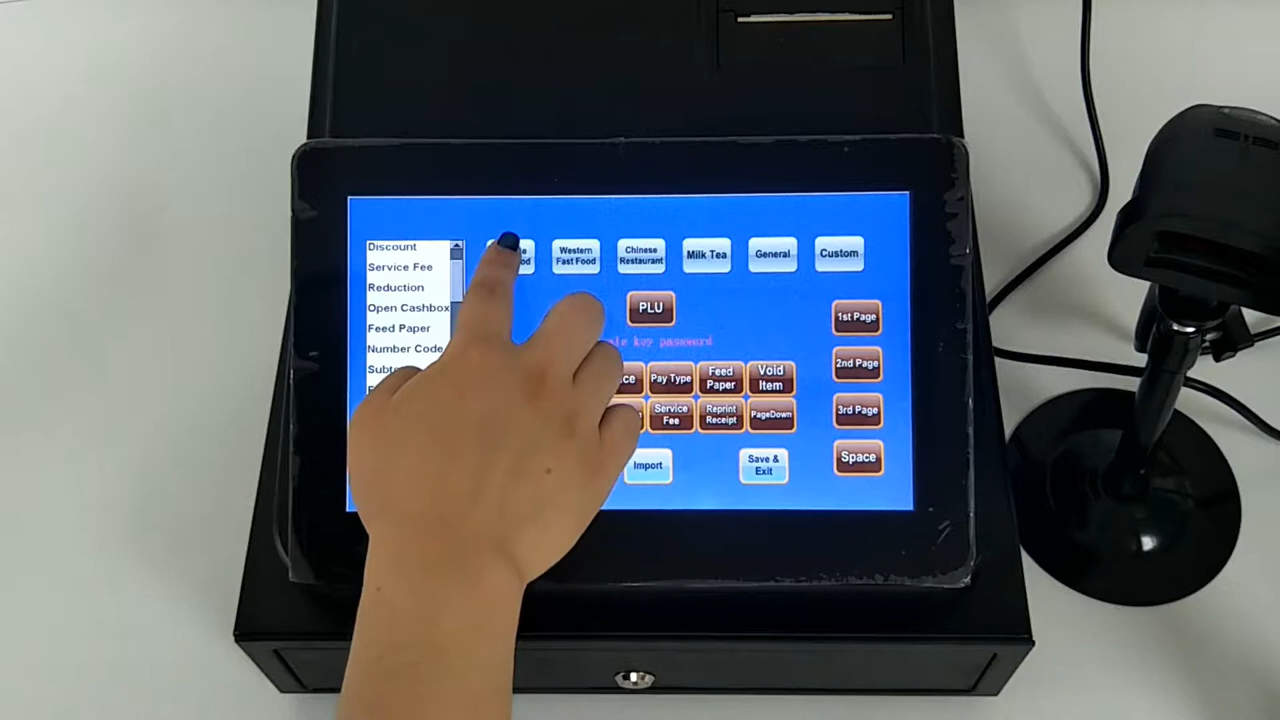 Discount
Service Fee
Reduction
Open Cashbox
Feed Paper
Number Code
Western
Fast Food
Chinese
Restaurant
Milk Tea
General
Custom
PLU
key password
Pay Type
Feed
Paper
Void
Item
Service
Fee
Reprint
Receipt
PageDown
Import
Save &
Exit
1st Page
2nd Page
3rd Page
Space